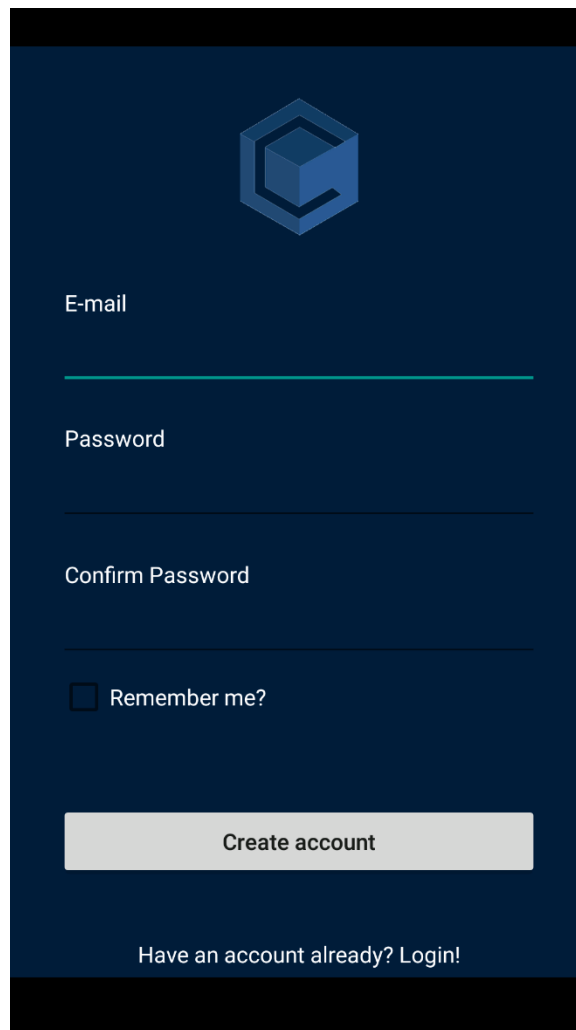 E-mail
Password
Confirm Password
Remember me?
Create account
Have an account already? Login!